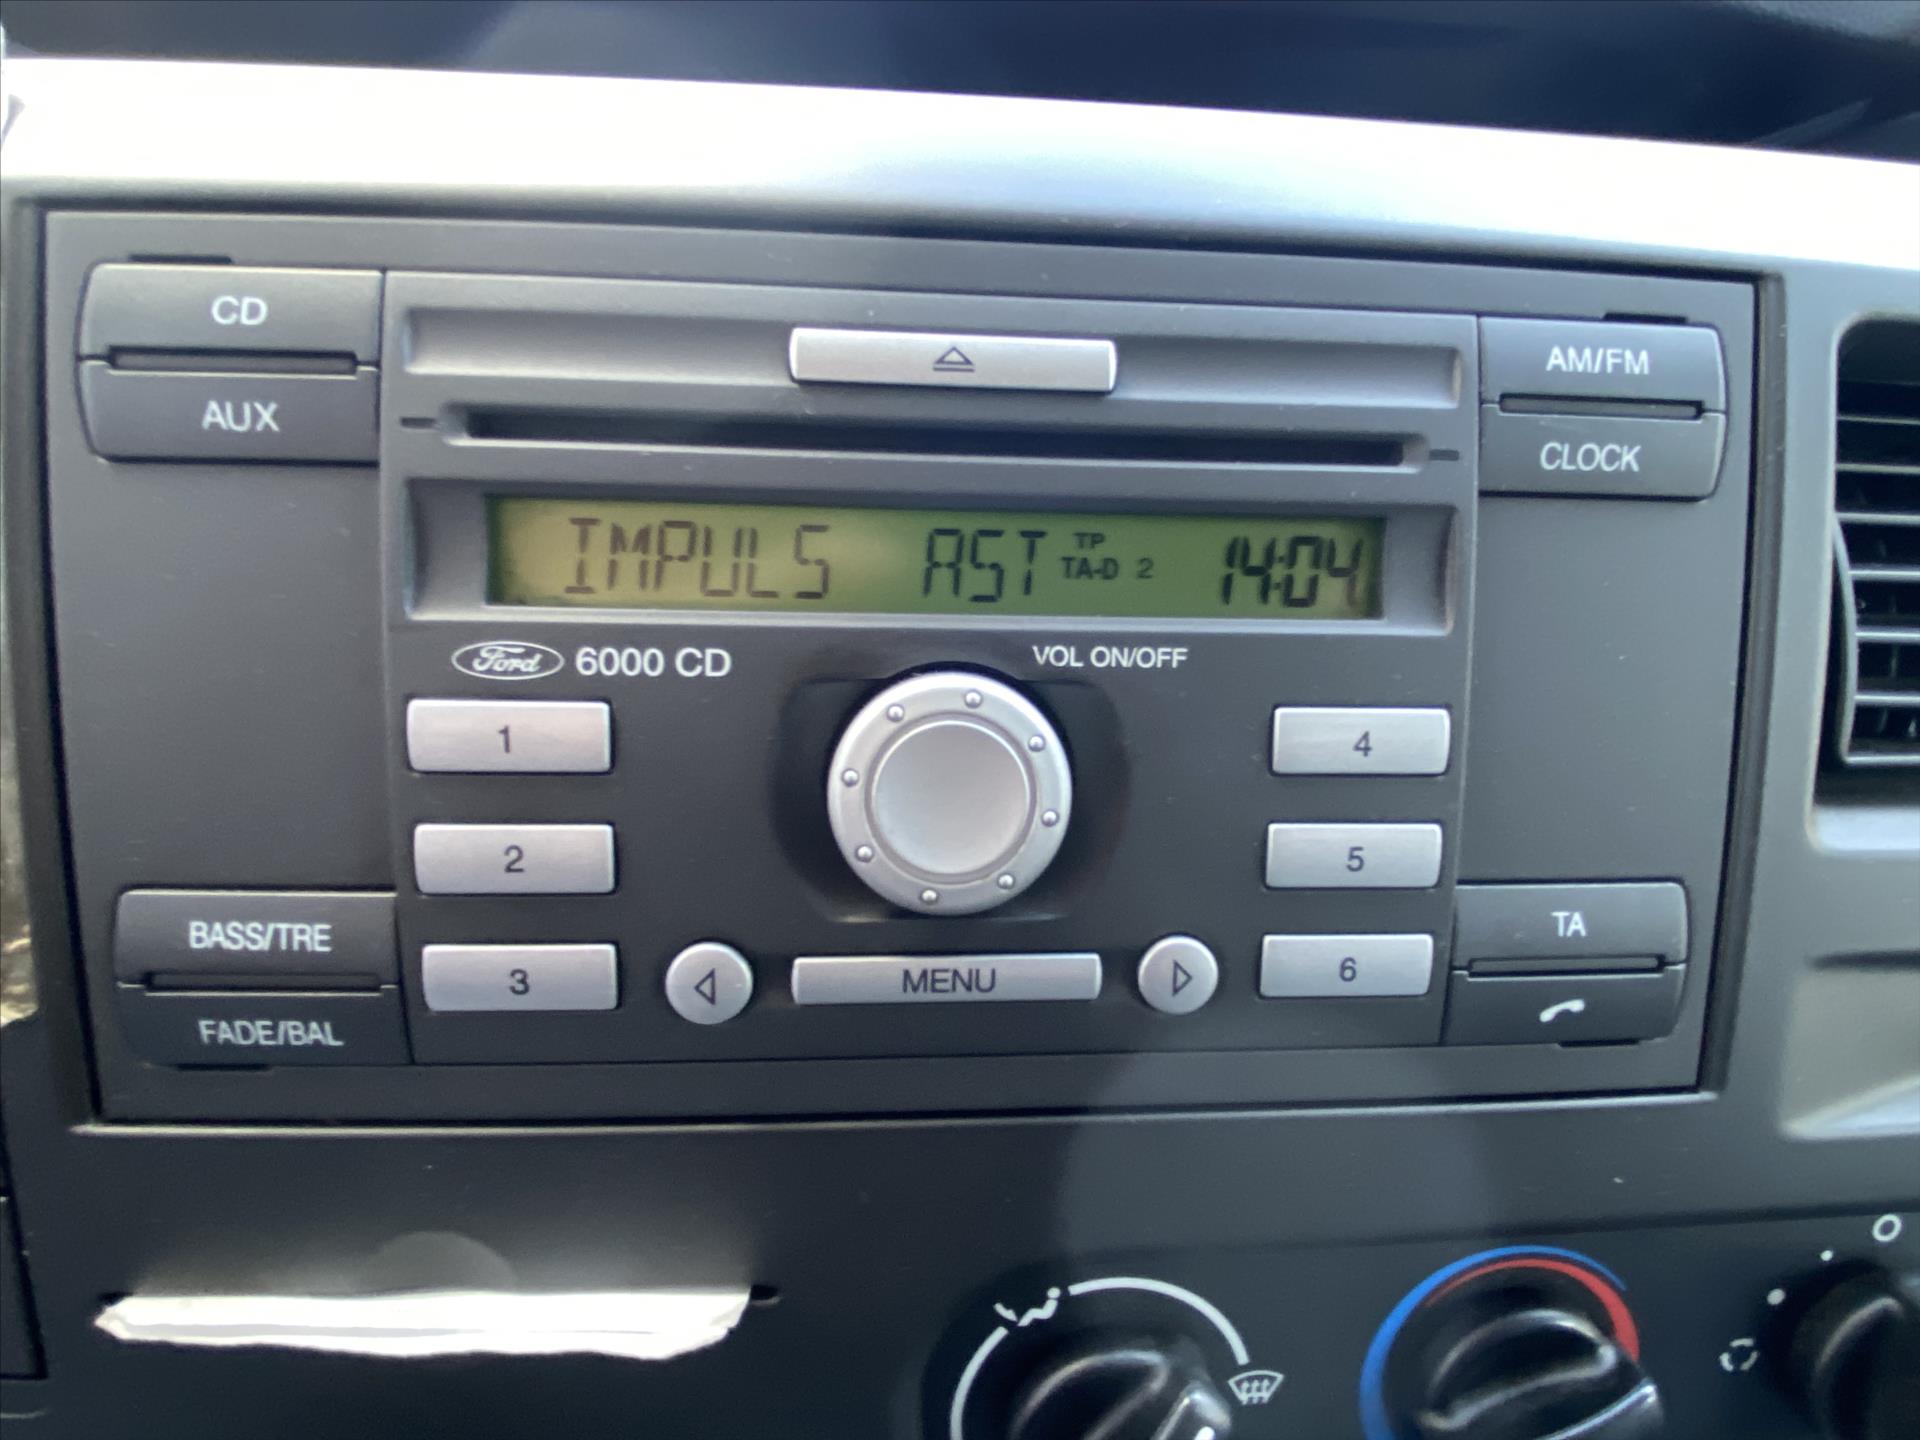 CD
AUX
AM/FM
CLOCK
IMPULS AST TP TA-D 2 14:04
Ford 6000 CD
VOL ON/OFF
1
4
2
5
BASS/TRE
FADE/BAL
3
MENU
6
TA